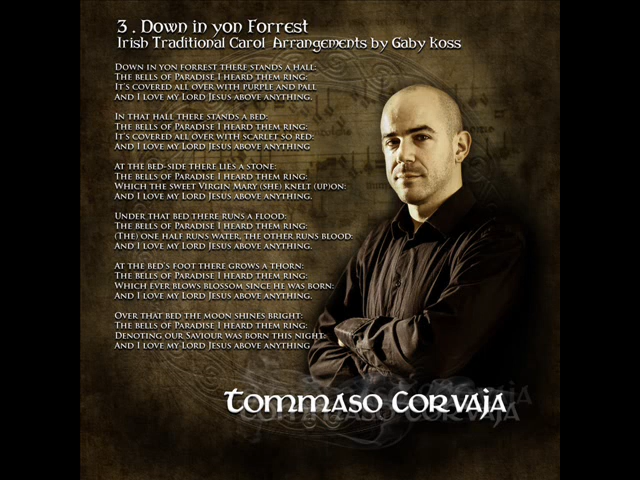 3. Down in yon Forrest
Irish Traditional Carol Arrangements by Gaby Koss
Down in yon forrest there stands a hall:
The bells of Paradise I heard them ring:
It's covered all over with purple and pall
And I love my Lord Jesus above anything.
In that hall there stands a bed:
The bells of Paradise I heard them ring:
It's covered all over with scarlet so red:
And I love my Lord Jesus above anything
At the bed-side there lies a stone:
The bells of Paradise I heard them ring:
Which the sweet Virgin Mary (she) knelt (up)on:
And I love my Lord Jesus above anything.
Under that bed there runs a flood:
The bells of Paradise I heard them ring:
(The) one half runs water, the other runs blood:
And I love my Lord Jesus above anything.
At the bed's foot there grows a thorn:
The bells of Paradise I heard them ring:
Which ever blows blossom since he was born:
And I love my Lord Jesus above anything.
Over that bed the moon shines bright:
The bells of Paradise I heard them ring:
Denoting our Saviour was born this night:
And I love my Lord Jesus above anything
Tommaso Corvaja